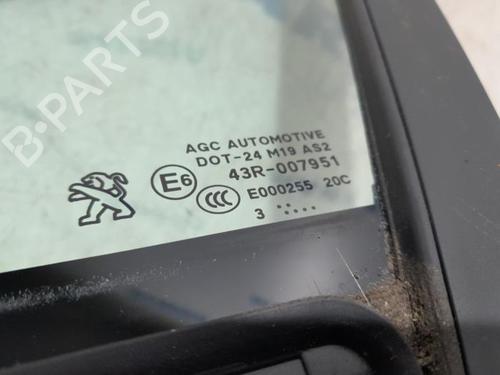 B-PARTS
AGC AUTOMOTIVE
DOT-24 M19 AS2
E6 43R-007951
CCC E000255 20C
3